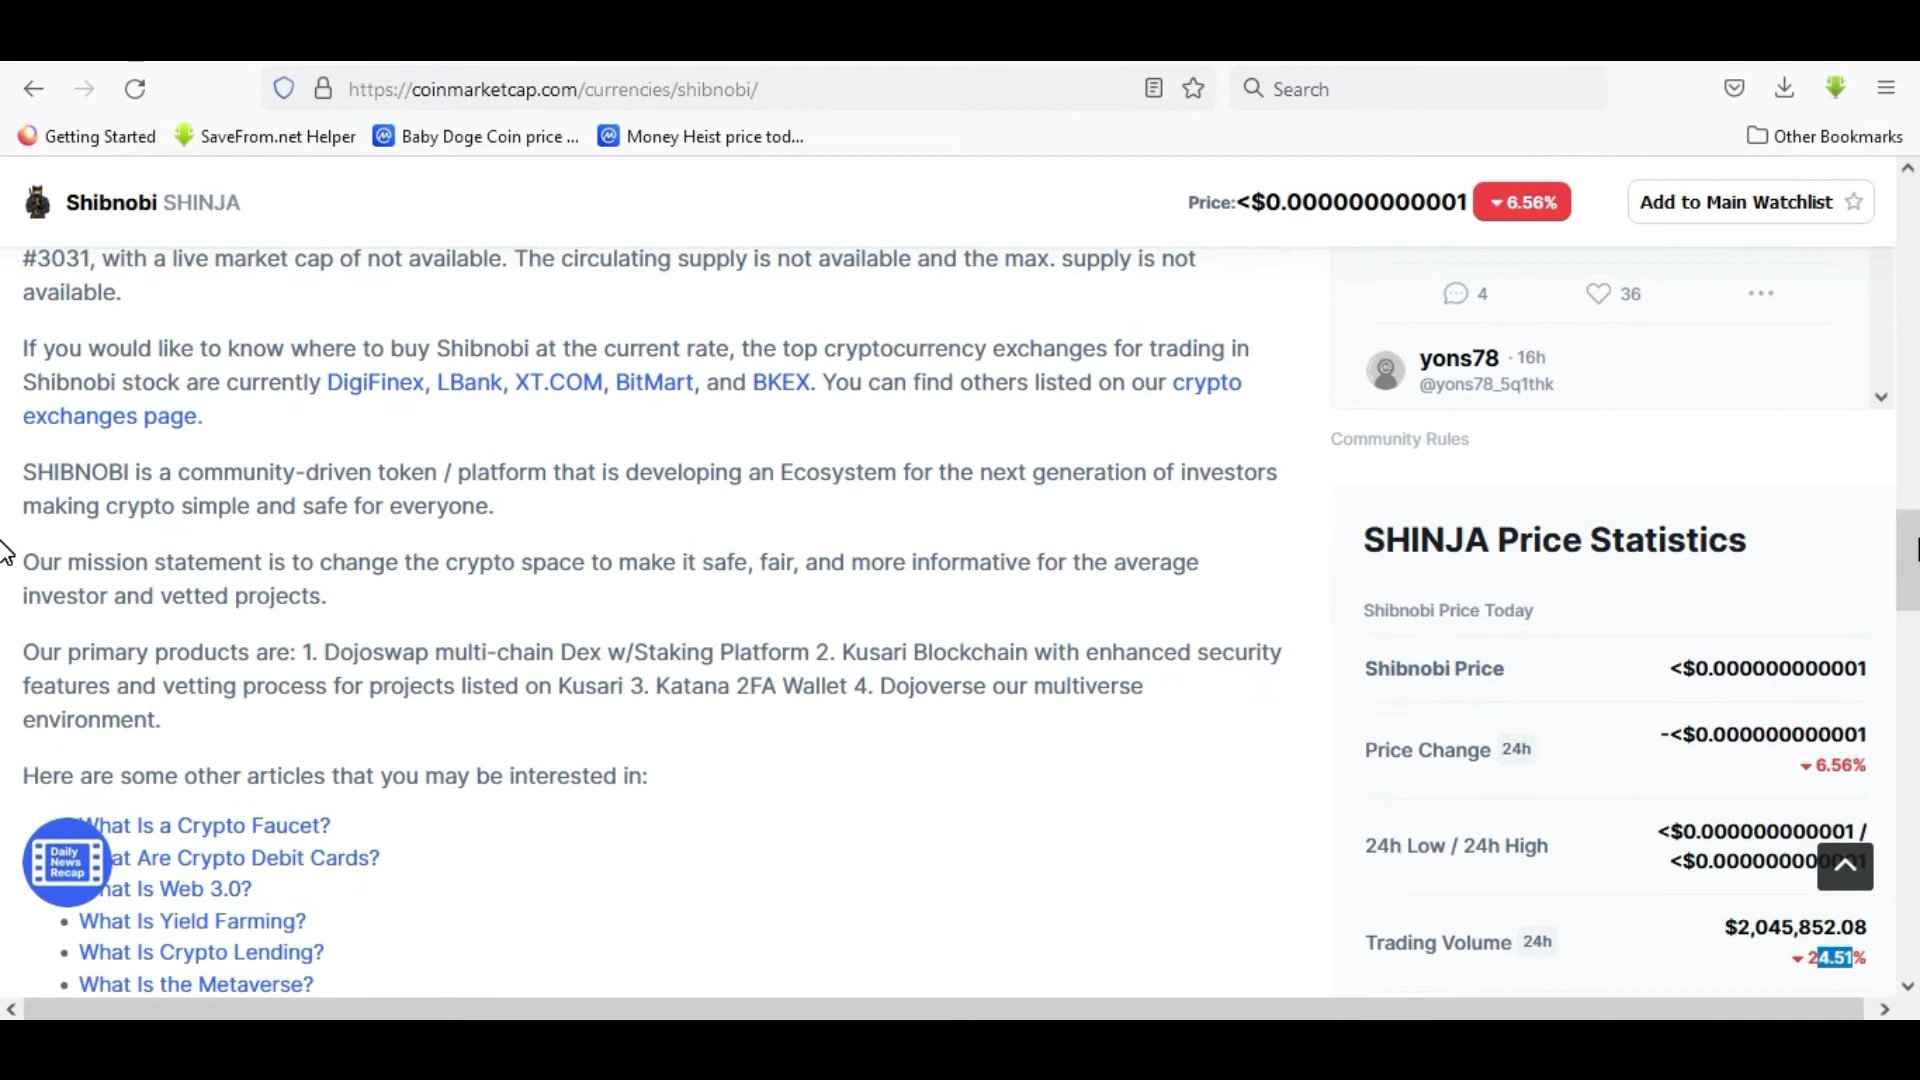 https://coinmarketcap.com/currencies/shibnobi/
Search
Getting Started
SaveFrom.net Helper
Baby Doge Coin price ...
Money Heist price tod...
Other Bookmarks
Shibnobi SHINJA
Price:<$0.000000000001
6.56%
Add to Main Watchlist
#3031, with a live market cap of not available. The circulating supply is not available and the max. supply is not
available.
If you would like to know where to buy Shibnobi at the current rate, the top cryptocurrency exchanges for trading in
Shibnobi stock are currently DigiFinex, LBank, XT.COM, BitMart, and BKEX. You can find others listed on our crypto
exchanges page.
SHIBNOBI is a community-driven token / platform that is developing an Ecosystem for the next generation of investors
making crypto simple and safe for everyone.
Our mission statement is to change the crypto space to make it safe, fair, and more informative for the average
investor and vetted projects.
Our primary products are: 1. Dojoswap multi-chain Dex w/Staking Platform 2. Kusari Blockchain with enhanced security
features and vetting process for projects listed on Kusari 3. Katana 2FA Wallet 4. Dojoverse our multiverse
environment.
Here are some other articles that you may be interested in:
What Is a Crypto Faucet?
at Are Crypto Debit Cards?
hat Is Web 3.0?
• What Is Yield Farming?
• What Is Crypto Lending?
• What Is the Metaverse?
Daily
News
Recap
4
36
yons78 · 16h
@yons78_5q1thk
Community Rules
SHINJA Price Statistics
Shibnobi Price Today
Shibnobi Price
<$0.000000000001
Price Change 24h
-<$0.000000000001
6.56%
24h Low / 24h High
<$0.000000000001 /
<$0.000000000001
Trading Volume 24h
$2,045,852.08
24.51%